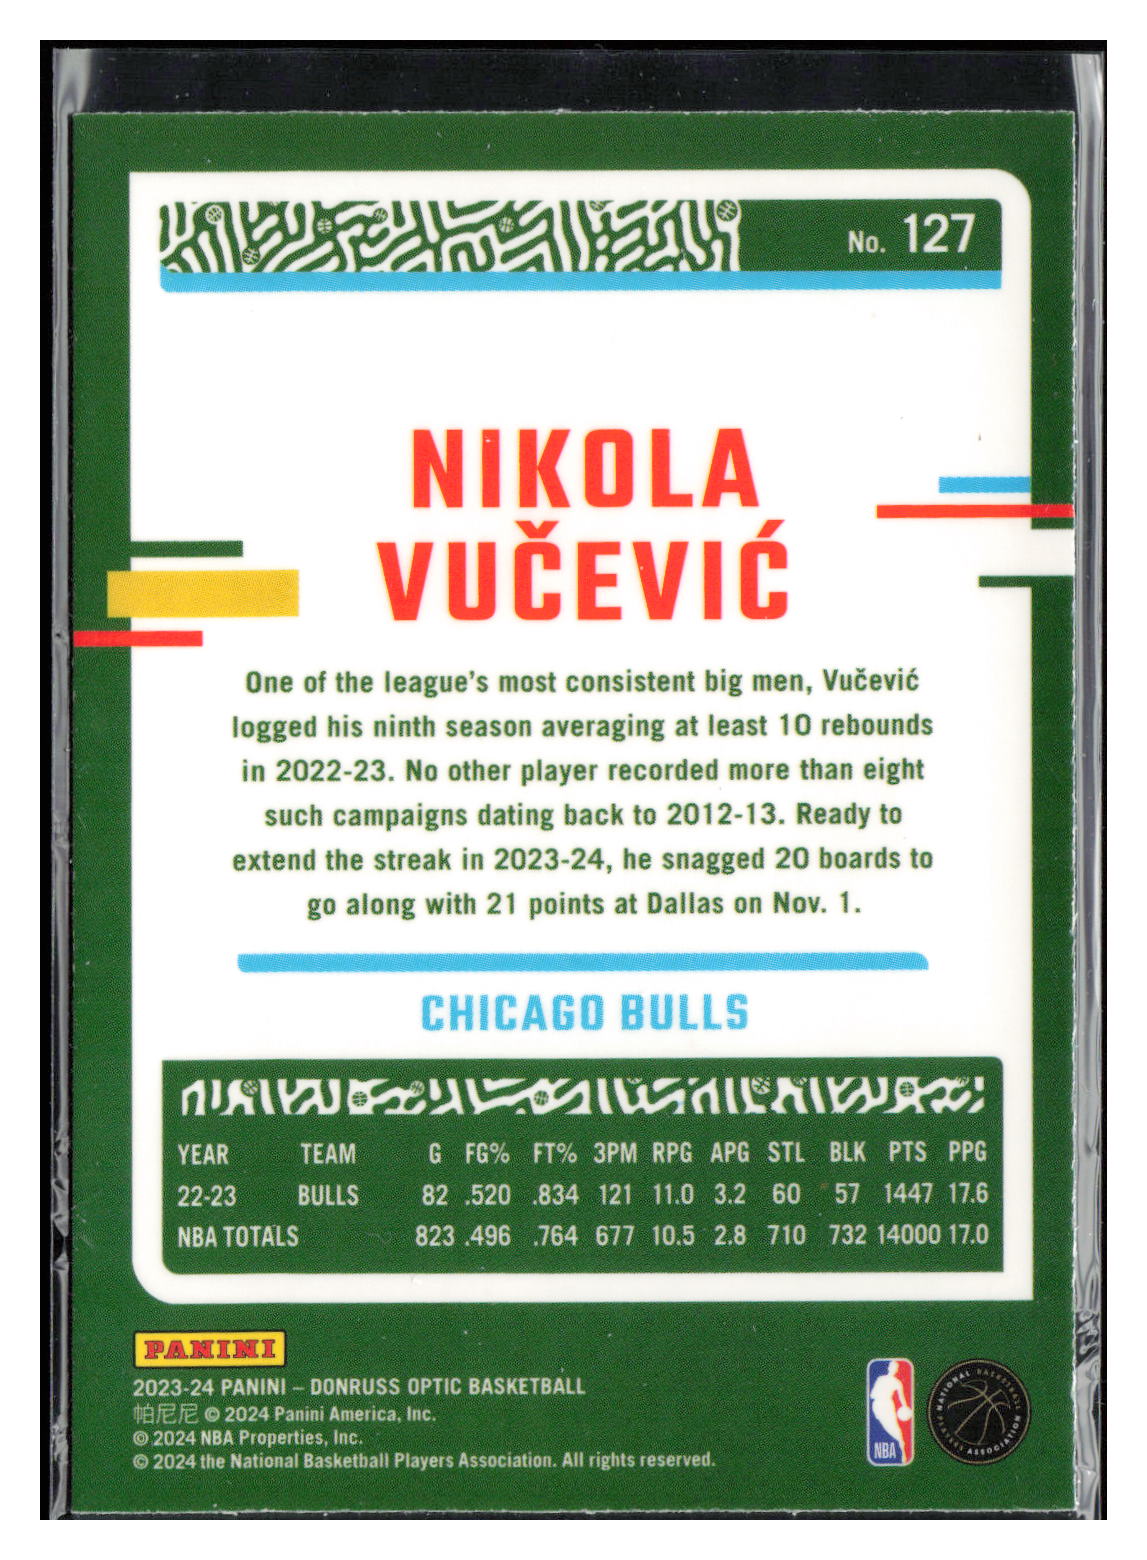 No. 127
NIKOLA
VUČEVIĆ
One of the league's most consistent big men, Vučević
logged his ninth season averaging at least 10 rebounds
in 2022-23. No other player recorded more than eight
such campaigns dating back to 2012-13. Ready to
extend the streak in 2023-24, he snagged 20 boards to
go along with 21 points at Dallas on Nov. 1.
CHICAGO BULLS
YEAR TEAM G FG% FT% 3PM RPG APG STL BLK PTS PPG
22-23 BULLS 82 .520 .834 121 11.0 3.2 60 57 1447 17.6
NBA TOTALS 823 .496 .764 677 10.5 2.8 710 732 14000 17.0
PANINI
2023-24 PANINI – DONRUSS OPTIC BASKETBALL
帕尼尼 © 2024 Panini America, Inc.
© 2024 NBA Properties, Inc.
© 2024 the National Basketball Players Association. All rights reserved.
NBA
NATIONAL BASKETBALL
PLAYERS ASSOCIATION